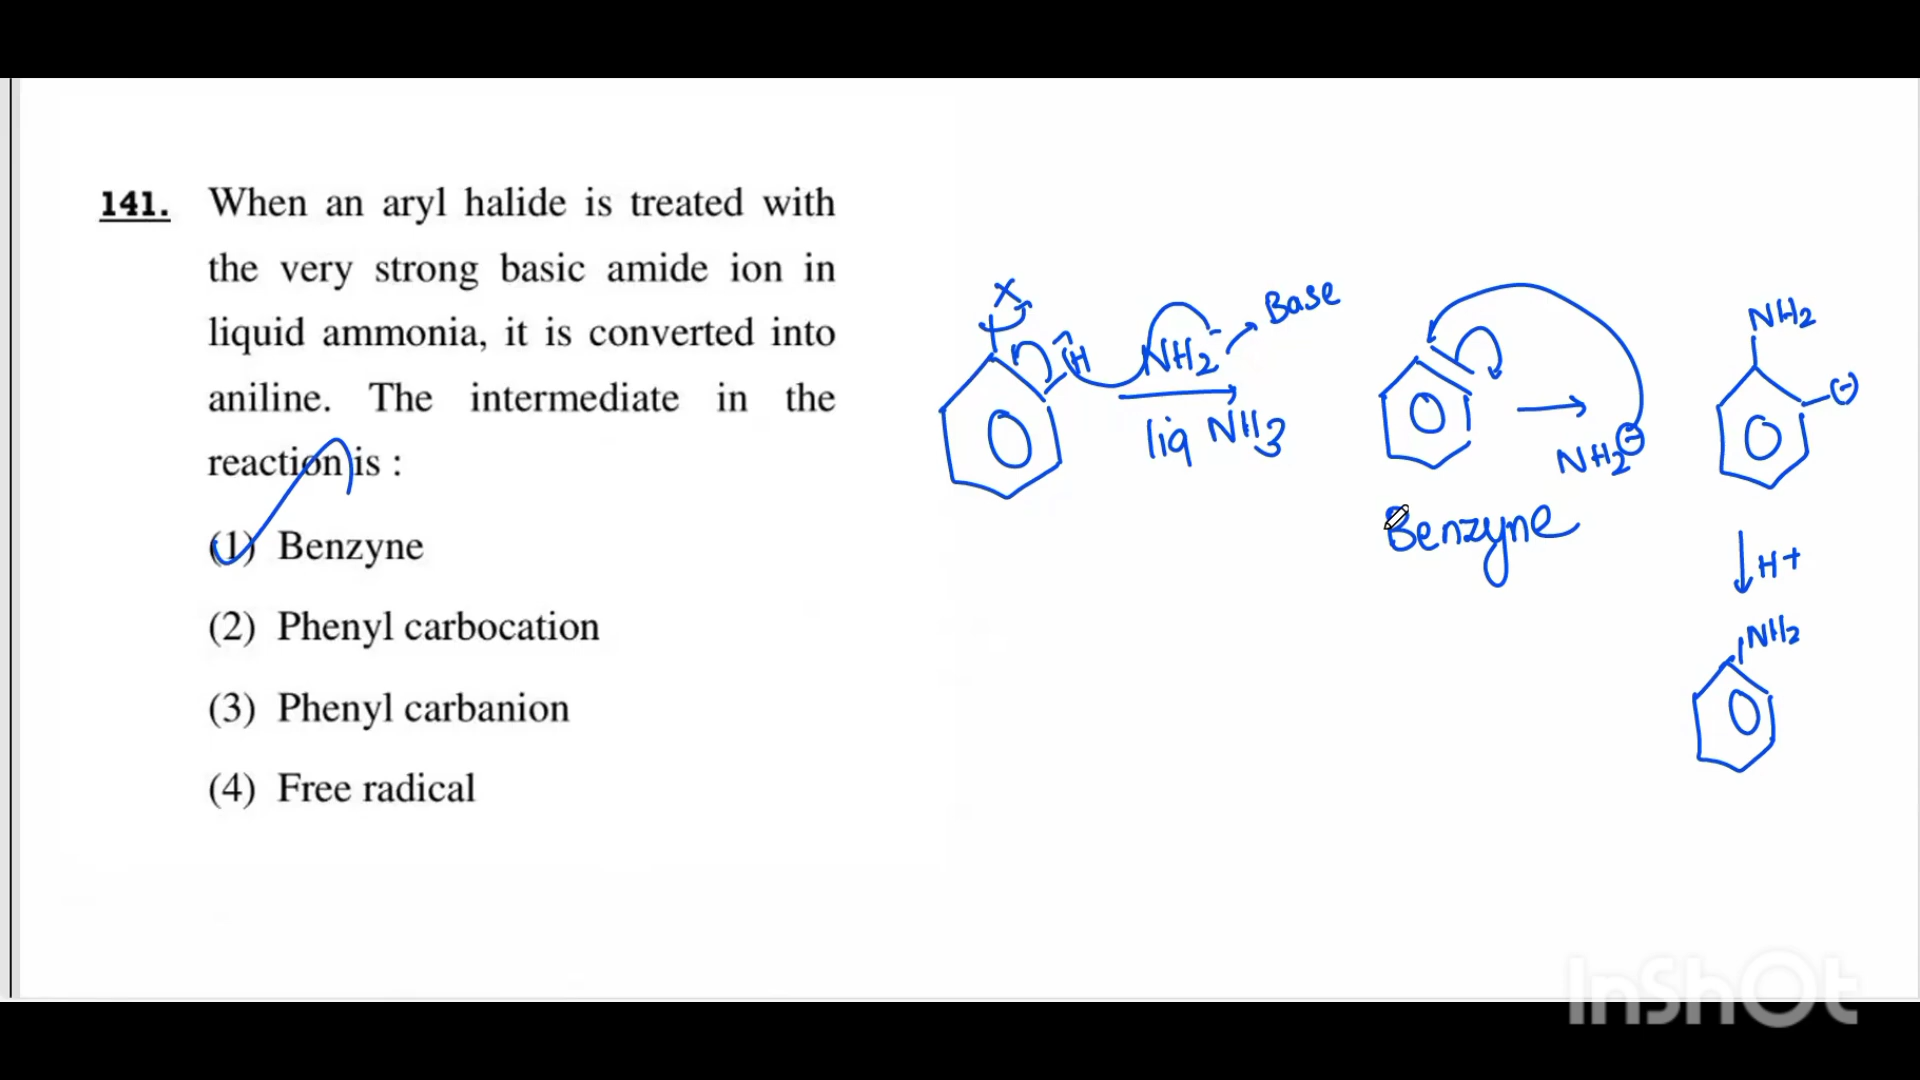 141. When an aryl halide is treated with
the very strong basic amide ion in
liquid ammonia, it is converted into
aniline. The intermediate in the
reaction is :
(1) Benzyne
(2) Phenyl carbocation
(3) Phenyl carbanion
(4) Free radical
X
H
NH2-
Base
liq NH3
Benzyne
NH2⊖
NH2
(-)
H+
NH2
InShOt